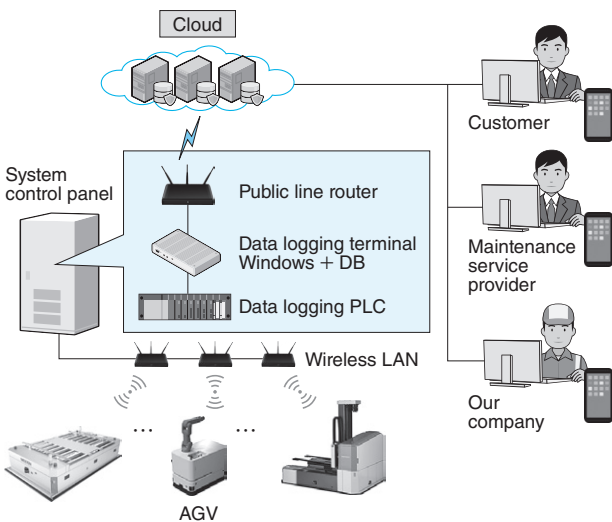 Cloud
Customer
System
control panel
Public line router
Data logging terminal
Windows + DB
Data logging PLC
Maintenance
service
provider
Wireless LAN
Our
company
...
...
AGV